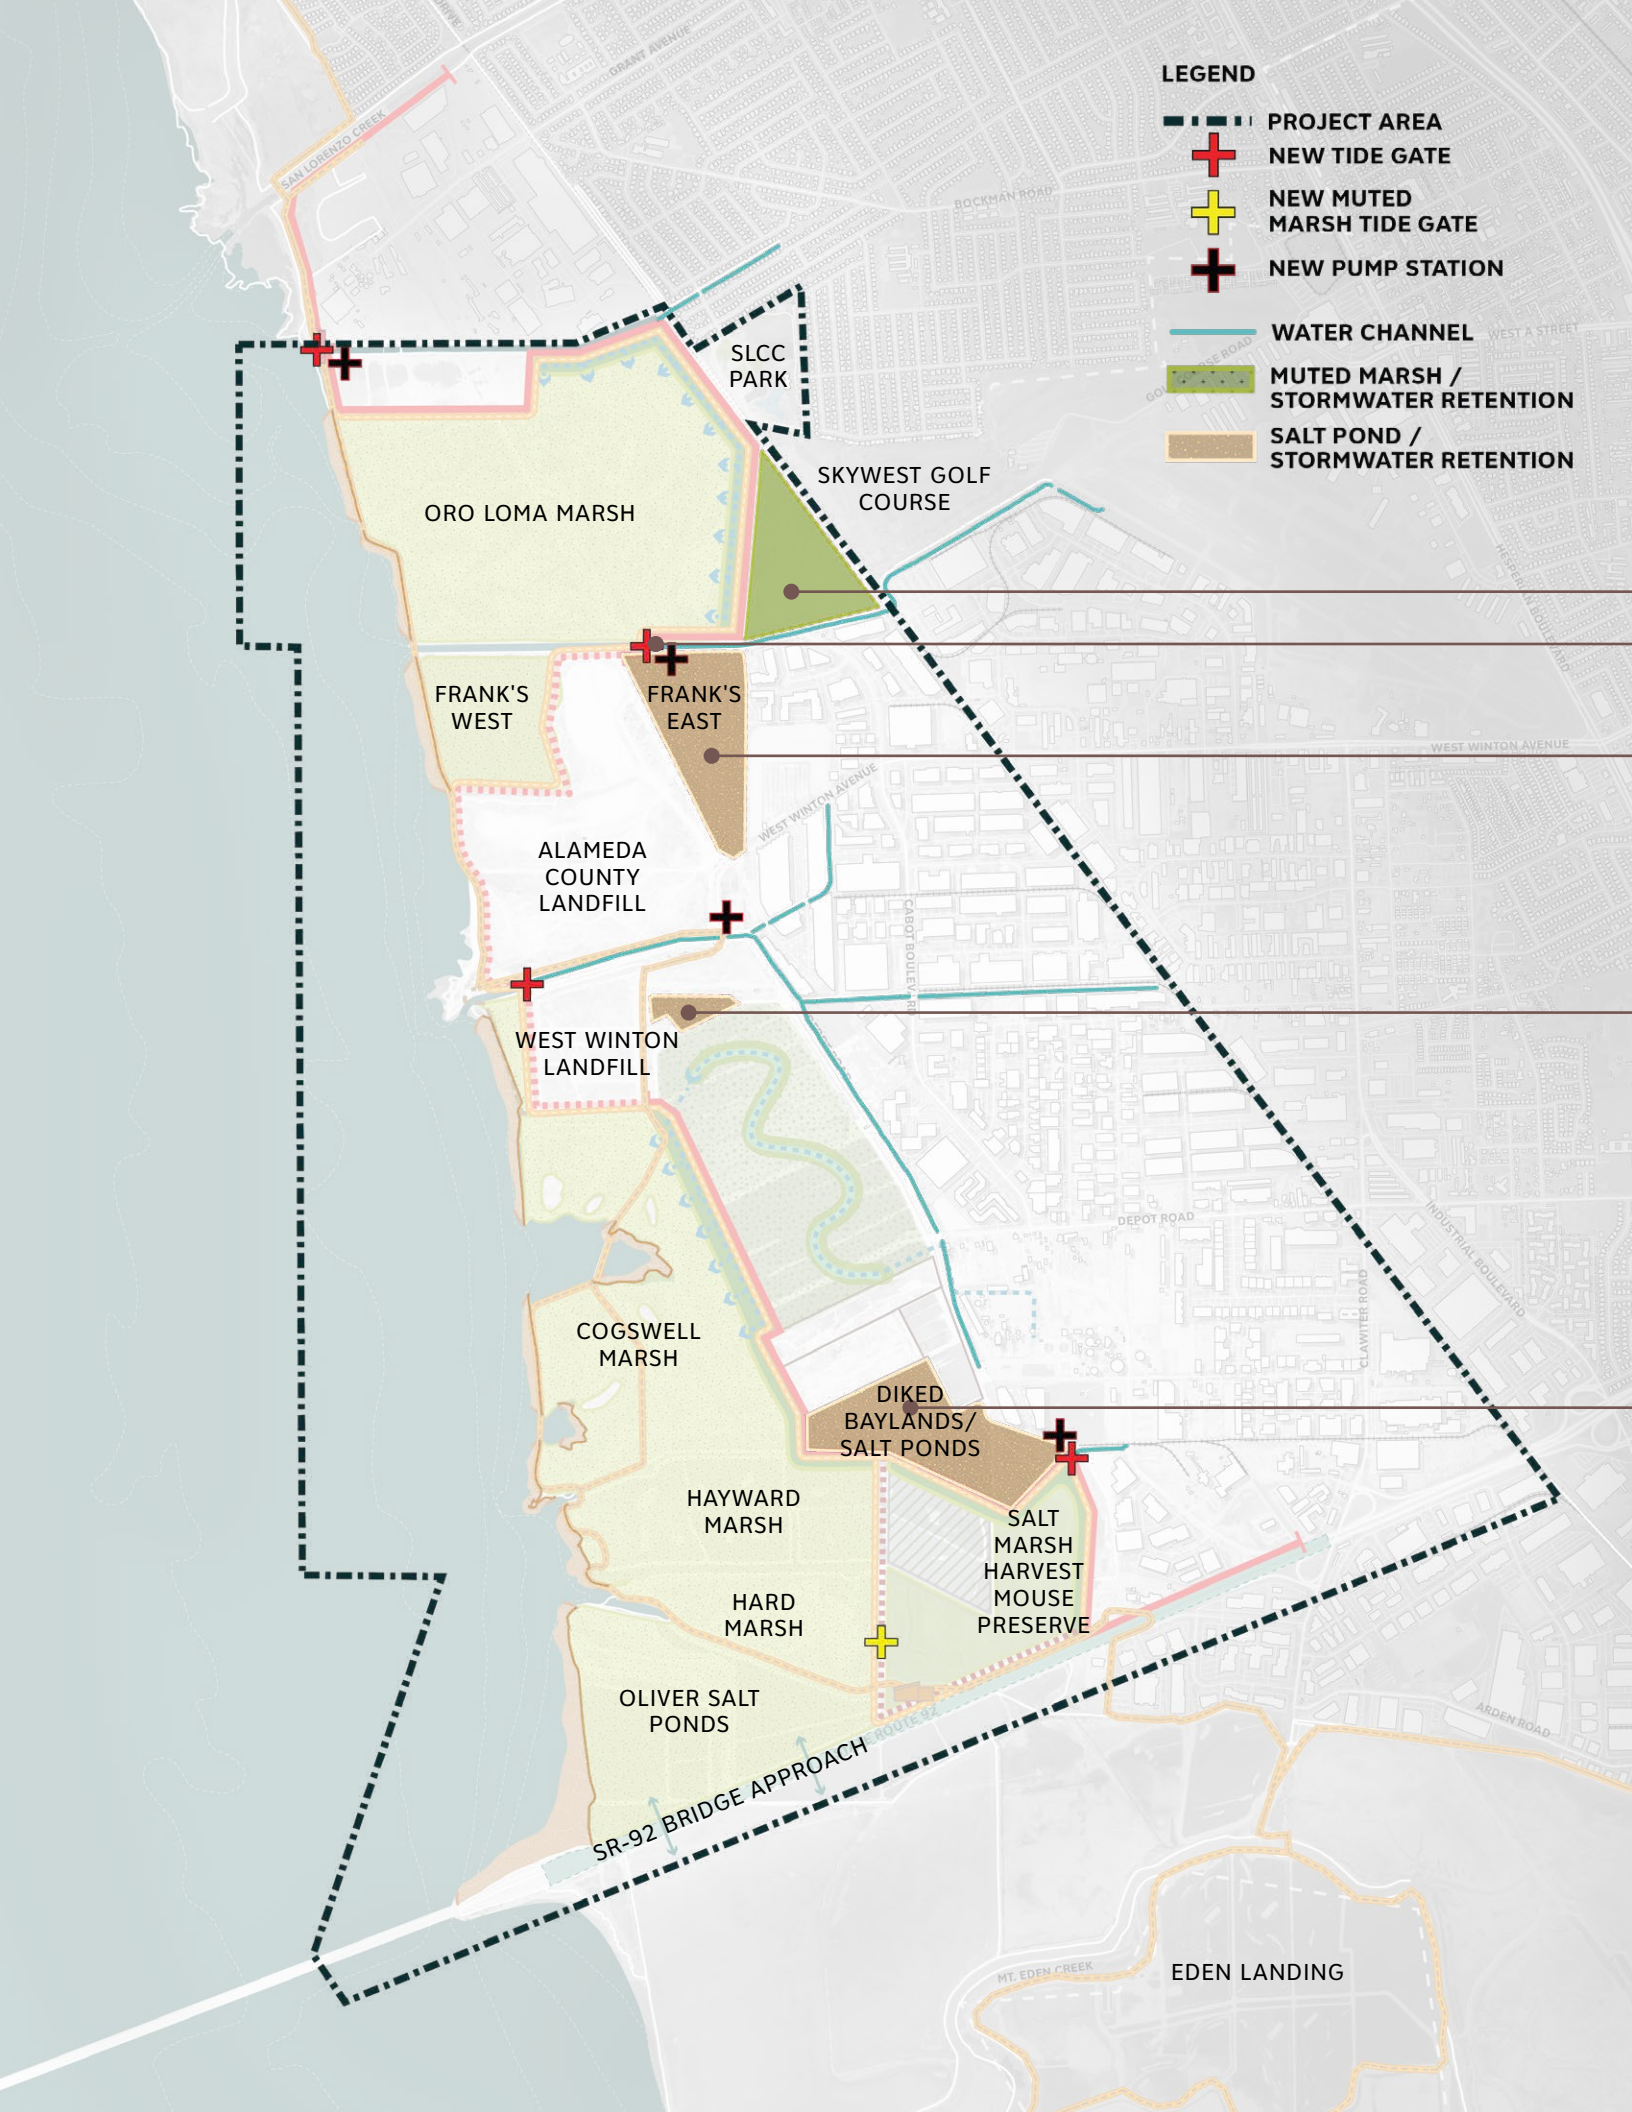 LEGEND
PROJECT AREA
NEW TIDE GATE
NEW MUTED
MARSH TIDE GATE
NEW PUMP STATION
WATER CHANNEL
MUTED MARSH /
STORMWATER RETENTION
SALT POND /
STORMWATER RETENTION
GRANT AVENUE
SAN LORENZO CREEK
BOCKMAN ROAD
WEST A STREET
SLCC
PARK
SKYWEST GOLF
COURSE
ORO LOMA MARSH
HESPERIAN BOULEVARD
FRANK'S
WEST
FRANK'S
EAST
WEST WINTON AVENUE
WEST WINTON AVENUE
ALAMEDA
COUNTY
LANDFILL
CABOT BOULEVARD
WEST WINTON
LANDFILL
DEPOT ROAD
INDUSTRIAL BOULEVARD
CLAWITER ROAD
COGSWELL
MARSH
DIKED
BAYLANDS/
SALT PONDS
HAYWARD
MARSH
SALT
MARSH
HARVEST
MOUSE
PRESERVE
HARD
MARSH
OLIVER SALT
PONDS
ROUTE 92
SR-92 BRIDGE APPROACH
ARDEN ROAD
MT. EDEN CREEK
EDEN LANDING